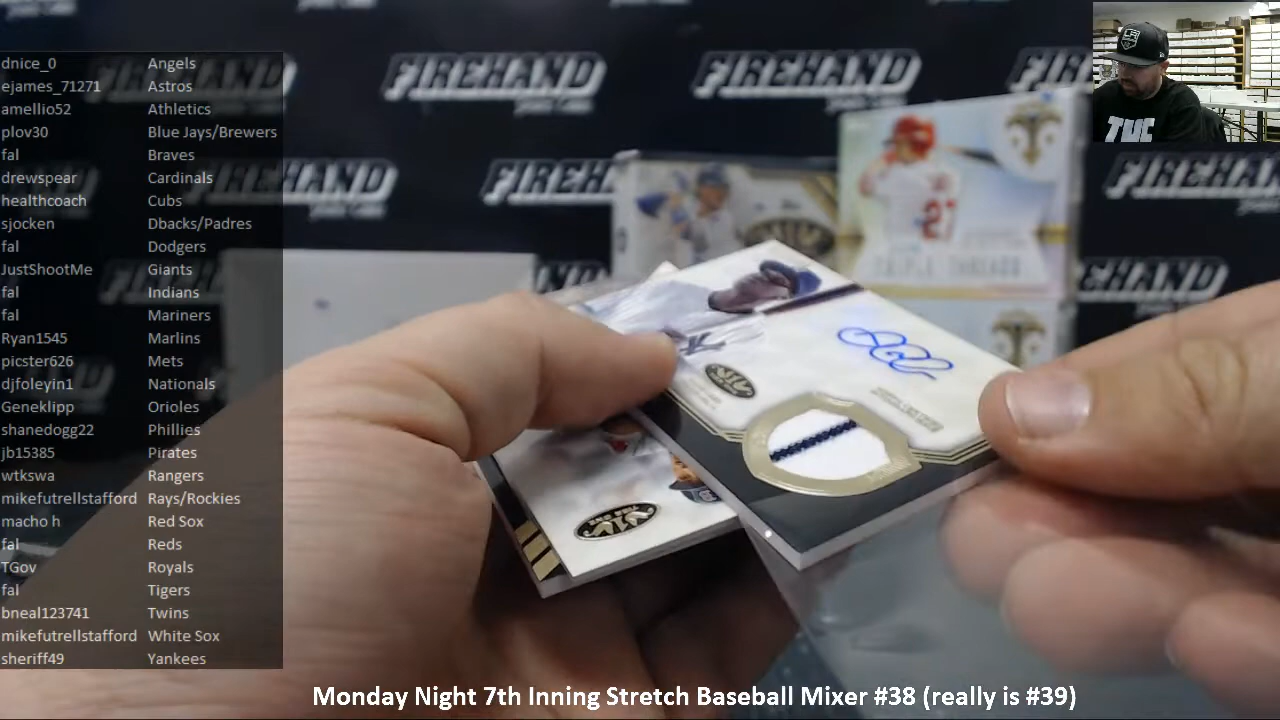 dnice_0 Angels
ejames_71271 Astros
amellio52 Athletics
plov30 Blue Jays/Brewers
fal Braves
drewspear Cardinals
healthcoach Cubs
sjocken Dbacks/Padres
fal Dodgers
JustShootMe Giants
fal Indians
fal Mariners
Ryan1545 Marlins
picster626 Mets
djfoleyin1 Nationals
Geneklipp Orioles
shanedogg22 Phillies
jb15385 Pirates
wtkswa Rangers
mikefutrellstafford Rays/Rockies
macho h Red Sox
fal Reds
TGov Royals
fal Tigers
bneal123741 Twins
mikefutrellstafford White Sox
sheriff49 Yankees
FIREHAND FIREHAND
FIREHAND FIREHAND FIREHAND
FIREHAND
27
TRIPLE THREADS
Monday Night 7th Inning Stretch Baseball Mixer #38 (really is #39)